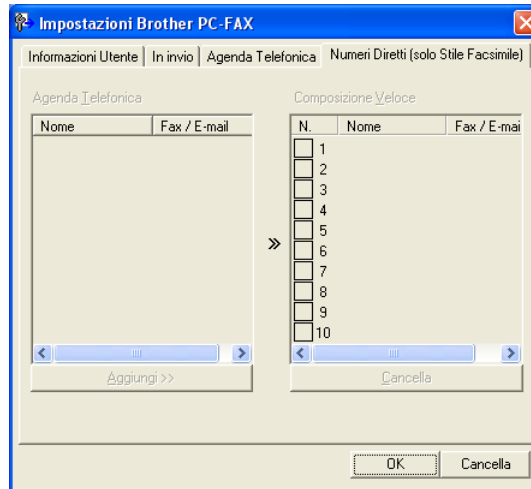 Impostazioni Brother PC-FAX
Informazioni Utente In invio Agenda Telefonica Numeri Diretti (solo Stile Facsimile)
Agenda Telefonica Composizione Veloce
Nome Fax / E-mail N. Nome Fax / E-mai
1
2
3
4
5
6
7
8
9
10
Aggiungi >> Cancella
OK Cancella